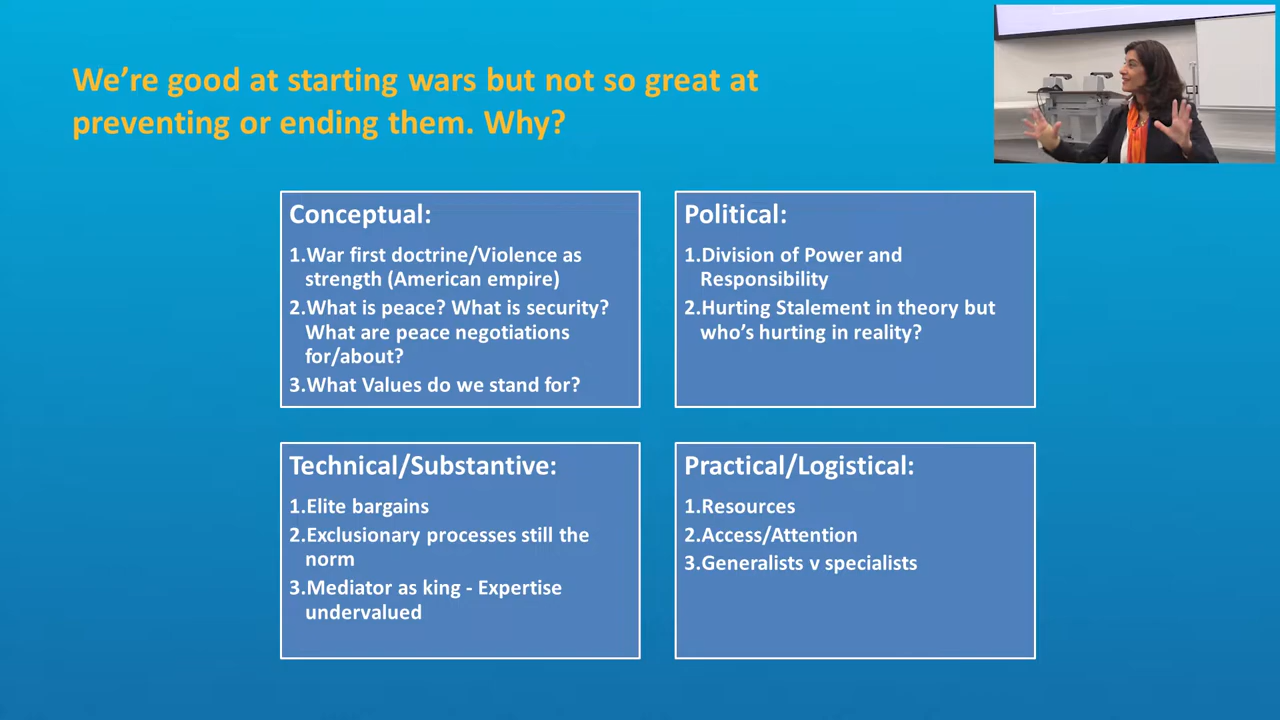 We're good at starting wars but not so great at
preventing or ending them. Why?
Conceptual:
1.War first doctrine/Violence as
strength (American empire)
2.What is peace? What is security?
What are peace negotiations
for/about?
3.What Values do we stand for?
Political:
1.Division of Power and
Responsibility
2.Hurting Stalement in theory but
who's hurting in reality?
Technical/Substantive:
1.Elite bargains
2.Exclusionary processes still the
norm
3.Mediator as king - Expertise
undervalued
Practical/Logistical:
1.Resources
2.Access/Attention
3.Generalists v specialists